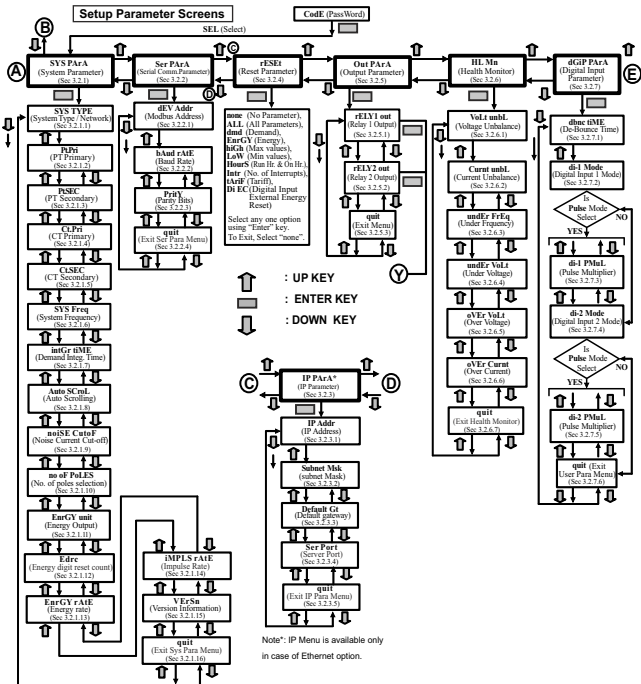 Setup Parameter Screens
CodE (PassWord)
SEL (Select)
B
A
SYS PArA
(System Parameter)
(Sec 3.2.1)
Ser PArA
(Serial Comm.Parameter)
(Sec 3.2.2)
C
D
rESEt
(Reset Parameter)
(Sec 3.2.4)
Out PArA
(Output Parameter)
(Sec 3.2.5)
HL Mn
(Health Monitor)
(Sec 3.2.6)
dGiP PArA
(Digital Input
Parameter)
(Sec 3.2.7)
E
SYS TYPE
(System Type / Network)
(Sec 3.2.1.1)
Pt.Pri
(PT Primary)
(Sec 3.2.1.2)
PtSEC
(PT Secondary)
(Sec 3.2.1.3)
Ct.Pri
(CT Primary)
(Sec 3.2.1.4)
Ct.SEC
(CT Secondary)
(Sec 3.2.1.5)
SYS Freq
(System Frequency)
(Sec 3.2.1.6)
intGr tiME
(Demand Integ. Time)
(Sec 3.2.1.7)
Auto SCroL
(Auto Scrolling)
(Sec 3.2.1.8)
noiSE CutoF
(Noise Current Cut-off)
(Sec 3.2.1.9)
no oF PoLES
(No. of poles selection)
(Sec 3.2.1.10)
EnrGY unit
(Energy Output)
(Sec 3.2.1.11)
Edrc
(Energy digit reset count)
(Sec 3.2.1.12)
EnrGY rAtE
(Energy rate)
(Sec 3.2.1.13)
iMPLS rAtE
(Impulse Rate)
(Sec 3.2.1.14)
VErSn
(Version Information)
(Sec 3.2.1.15)
quit
(Exit Sys Para Menu)
(Sec 3.2.1.16)
dEV Addr
(Modbus Address)
(Sec 3.2.2.1)
bAud rAtE
(Baud Rate)
(Sec 3.2.2.2)
PritY
(Parity Bits)
(Sec 3.2.2.3)
quit
(Exit Ser Para Menu)
(Sec 3.2.2.4)
none (No Parameter),
ALL (All Parameters),
dmd (Demand),
EnrGY (Energy),
hiGh (Max values),
LoW (Min values),
HourS (Run Hr. & On Hr.),
Intr (No. of Interrupts),
tAriF (Tariff),
Di EC (Digital Input
External Energy
Reset)
Select any one option
using “Enter” key.
To Exit, Select “none”.
rELY1 out
(Relay 1 Output)
(Sec 3.2.5.1)
rELY2 out
(Relay 2 Output)
(Sec 3.2.5.2)
quit
(Exit Menu)
(Sec 3.2.5.3)
Y
: UP KEY
: ENTER KEY
: DOWN KEY
C
IP PArA*
(IP Parameter)
(Sec 3.2.3)
D
IP Addr
(IP Address)
(Sec 3.2.3.1)
Subnet Msk
(subnet Mask)
(Sec 3.2.3.2)
Default Gt
(Default gateway)
(Sec 3.2.3.3)
Ser Port
(Server Port)
(Sec 3.2.3.4)
quit
(Exit IP Para Menu)
(Sec 3.2.3.5)
Note*: IP Menu is available only
in case of Ethernet option.
VoLt unbL
(Voltage Unbalance)
(Sec 3.2.6.1)
Curnt unbL
(Current Unbalance)
(Sec 3.2.6.2)
undEr FrEq
(Under Frquency)
(Sec 3.2.6.3)
undEr VoLt
(Under Voltage)
(Sec 3.2.6.4)
oVEr VoLt
(Over Voltage)
(Sec 3.2.6.5)
oVEr Curnt
(Over Current)
(Sec 3.2.6.6)
quit
(Exit Health Monitor)
(Sec 3.2.6.7)
dbnc tiME
(De-Bounce Time)
(Sec 3.2.7.1)
di-1 Mode
(Digital Input 1 Mode)
(Sec 3.2.7.2)
Is
Pulse Mode
Select
NO
YES
di-1 PMuL
(Pulse Multiplier)
(Sec 3.2.7.3)
di-2 Mode
(Digital Input 2 Mode)
(Sec 3.2.7.4)
Is
Pulse Mode
Select
NO
YES
di-2 PMuL
(Pulse Multiplier)
(Sec 3.2.7.5)
quit (Exit
User Para Menu)
(Sec 3.2.7.6)